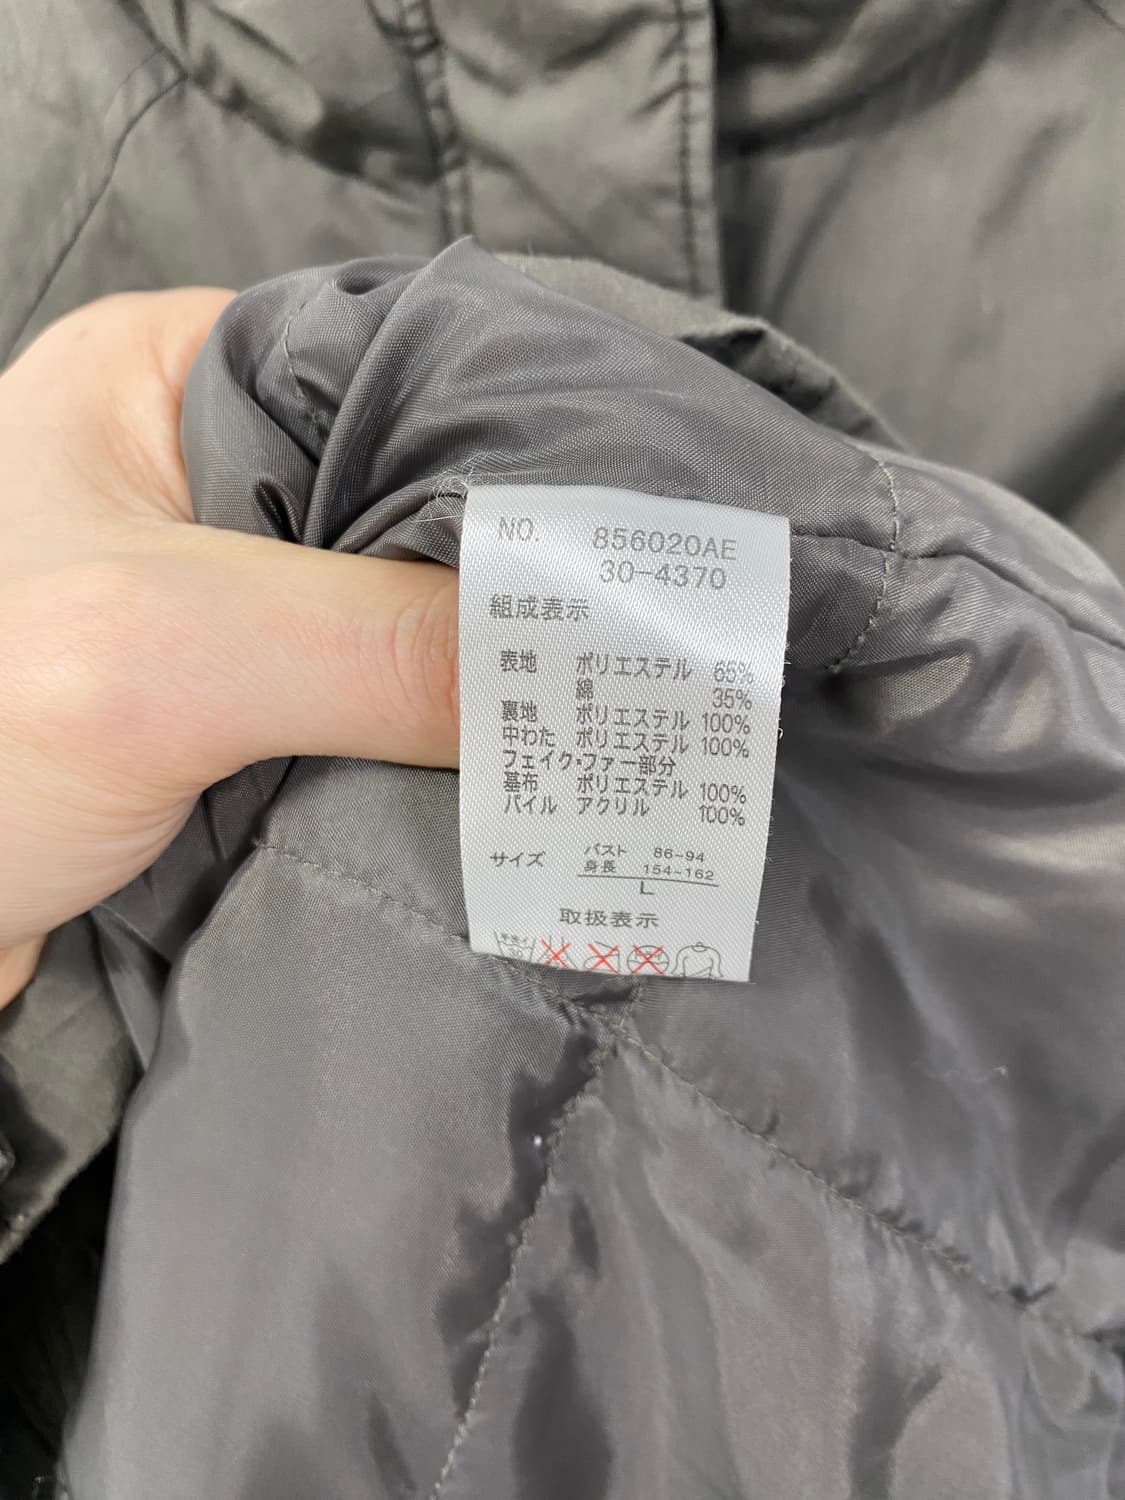 NO. 856020AE
30-4370
組成表示
表地 ポリエステル 65%
綿 35%
裏地 ポリエステル 100%
中わた ポリエステル 100%
フェイク・ファー部分
基布 ポリエステル 100%
パイル アクリル 100%
サイズ バスト 86-94
身長 154-162
L
取扱表示